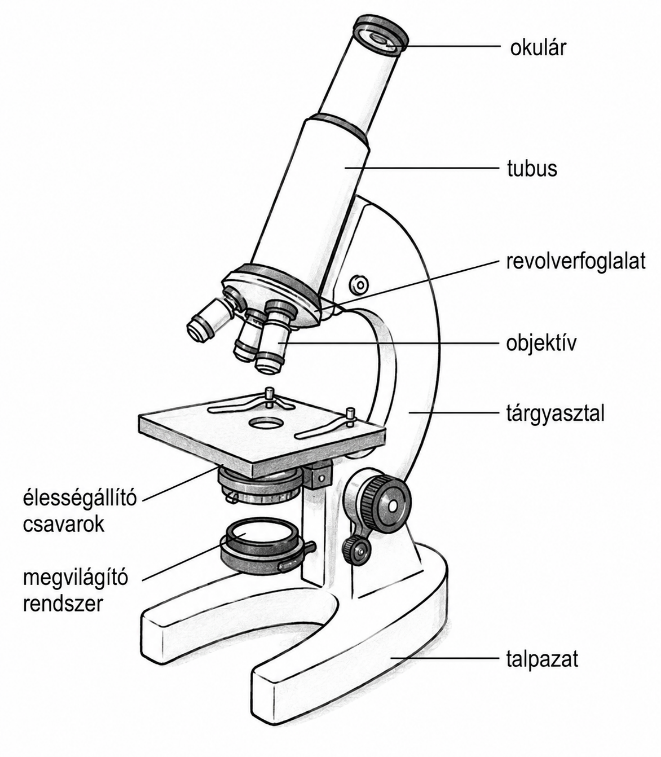 okulár
tubus
revolverfoglalat
objektív
tárgyasztal
élességállító
csavarok
megvilágító
rendszer
talpazat